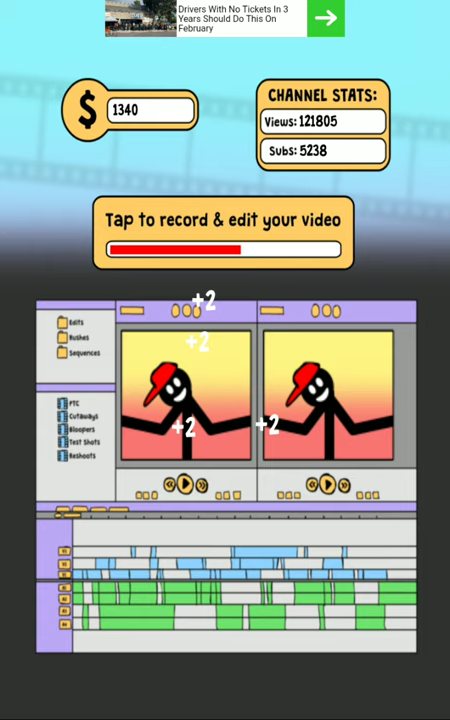 Drivers With No Tickets In 3
Years Should Do This On
February
$
1340
CHANNEL STATS:
Views: 121805
Subs: 5238
Tap to record & edit your video
+2
+2
+2
+2
Edits
Rushes
Sequences
PTC
Cutaways
Bloopers
Test Shots
Reshoots